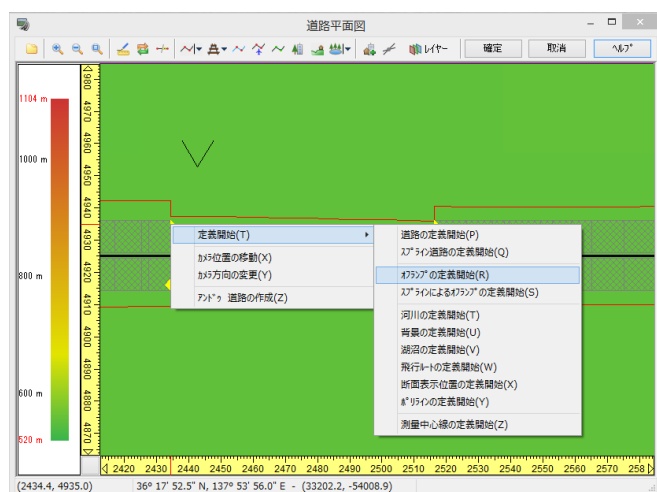 道路平面図
ﾚｲﾔｰ 確定 取消 ﾍﾙﾌﾟ
1104 m
1000 m
800 m
600 m
520 m
4980
4970
4960
4950
4940
4930
4920
4910
4900
4890
4880
4870
定義開始(T)
ｶﾒﾗ位置の移動(X)
ｶﾒﾗ方向の変更(Y)
ｱﾝﾄﾞｩ 道路の作成(Z)
道路の定義開始(P)
ｽﾌﾟﾗｲﾝ道路の定義開始(Q)
ｵﾌﾗﾝﾌﾟの定義開始(R)
ｽﾌﾟﾗｲﾝによるｵﾌﾗﾝﾌﾟの定義開始(S)
河川の定義開始(T)
背景の定義開始(U)
湖沼の定義開始(V)
飛行ﾙｰﾄの定義開始(W)
断面表示位置の定義開始(X)
ﾎﾟﾘﾗｲﾝの定義開始(Y)
測量中心線の定義開始(Z)
2420 2430 2440 2450 2460 2470 2480 2490 2500 2510 2520 2530 2540 2550 2560 2570 258
(2434.4, 4935.0) 36º 17' 52.5" N, 137º 53' 56.0" E - (33202.2, -54008.9)